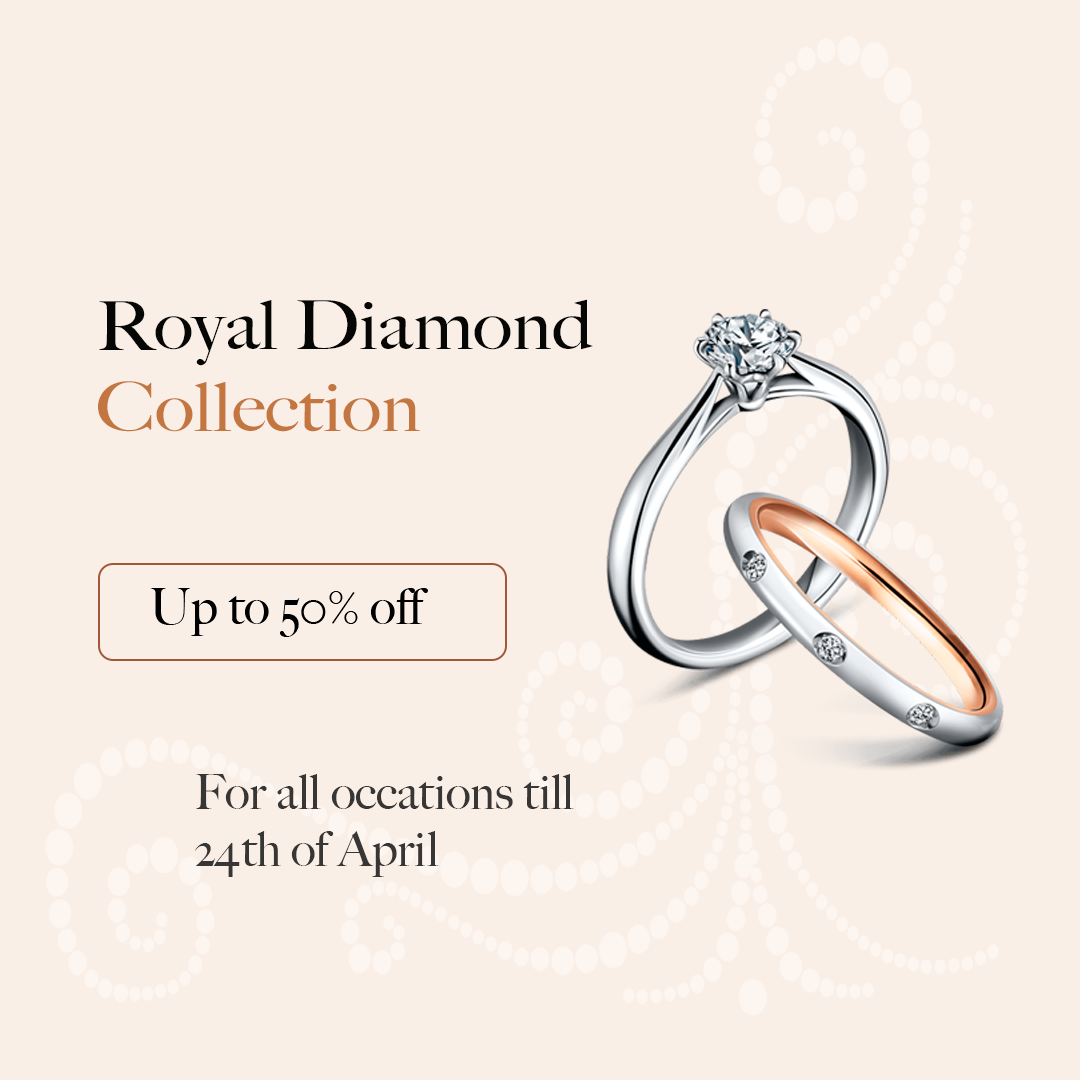 Royal Diamond
Collection
Up to 50% off
For all occations till
24th of April